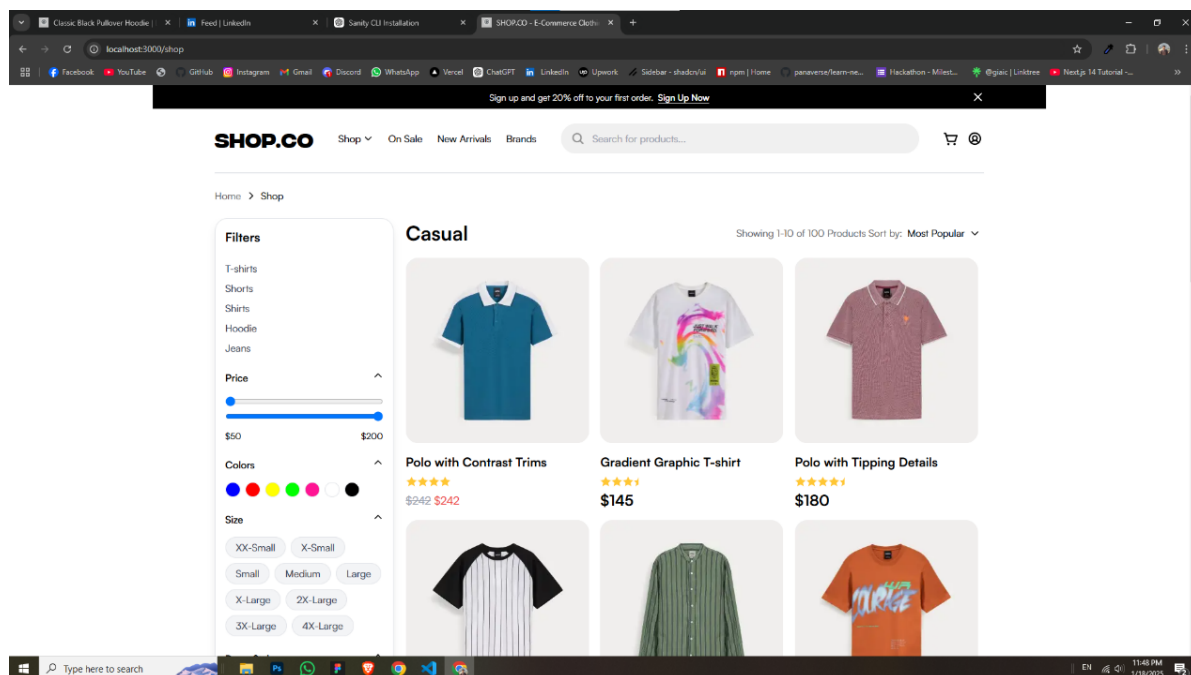 Classic Black Pullover Hoodie |
Feed | LinkedIn
Sanity CLI Installation
SHOP.CO - E-Commerce Cloth
localhost:3000/shop
Facebook YouTube GitHub Instagram Gmail Discord WhatsApp Vercel ChatGPT LinkedIn Upwork Sidebar - shadcn/ui npm | Home panaverse/learn-ne... Hackathon - Milest... @giaic | Linktree Next.js 14 Tutorial -...
Sign up and get 20% off to your first order. Sign Up Now
SHOP.CO Shop On Sale New Arrivals Brands Search for products...
Home > Shop
Filters
T-shirts
Shorts
Shirts
Hoodie
Jeans
Price
$50 $200
Colors
Size
XX-Small X-Small
Small Medium Large
X-Large 2X-Large
3X-Large 4X-Large
Casual Showing 1-10 of 100 Products Sort by: Most Popular
Polo with Contrast Trims
$242 $242
Gradient Graphic T-shirt
$145
Polo with Tipping Details
$180
COURAGE
Type here to search
EN
11:48 PM
1/18/2025